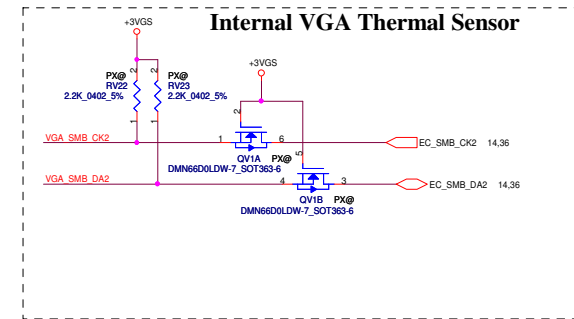 Internal VGA Thermal Sensor
+3VGS
+3VGS
PX@
RV22
2.2K_0402_5%
PX@
RV23
2.2K_0402_5%
2
2
1
1
2
VGA_SMB_CK2
1
6
EC_SMB_CK2 14,36
QV1A PX@
DMN66D0LDW-7_SOT363-6
5
VGA_SMB_DA2
4
3
EC_SMB_DA2 14,36
QV1B PX@
DMN66D0LDW-7_SOT363-6